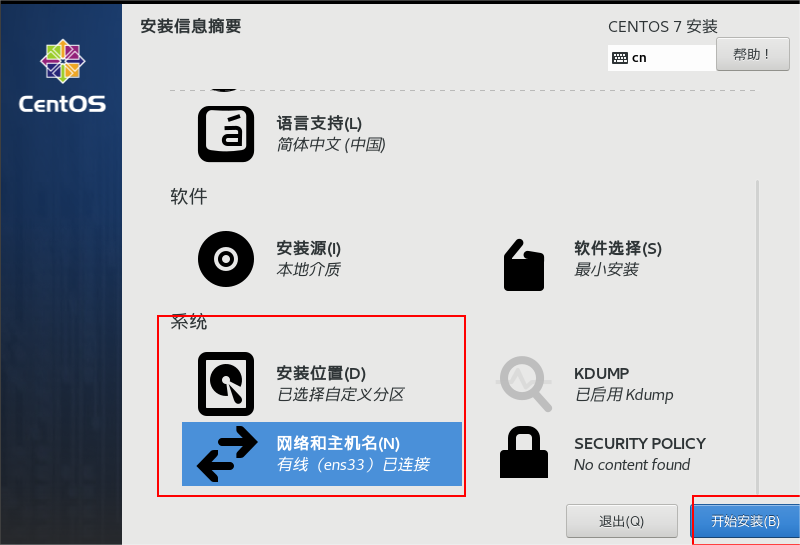 CentOS
安装信息摘要
CENTOS 7 安装
cn
帮助！
á
语言支持(L)
简体中文 (中国)
软件
安装源(I)
本地介质
软件选择(S)
最小安装
系统
安装位置(D)
已选择自定义分区
KDUMP
已启用 Kdump
网络和主机名(N)
有线（ens33）已连接
SECURITY POLICY
No content found
退出(Q)
开始安装(B)